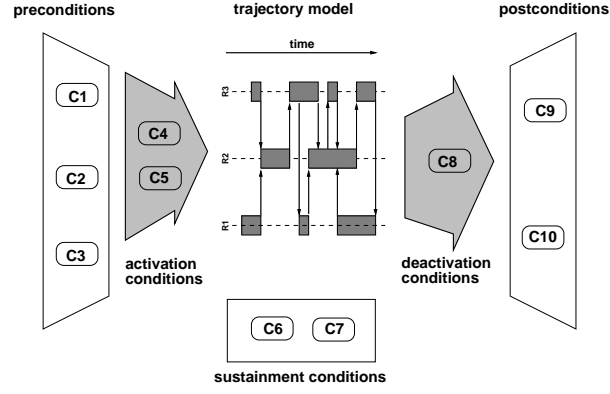 preconditions
trajectory model
postconditions
time
C1
C2
C3
C4
C5
R3
R2
R1
C8
C9
C10
activation
conditions
deactivation
conditions
C6
C7
sustainment conditions